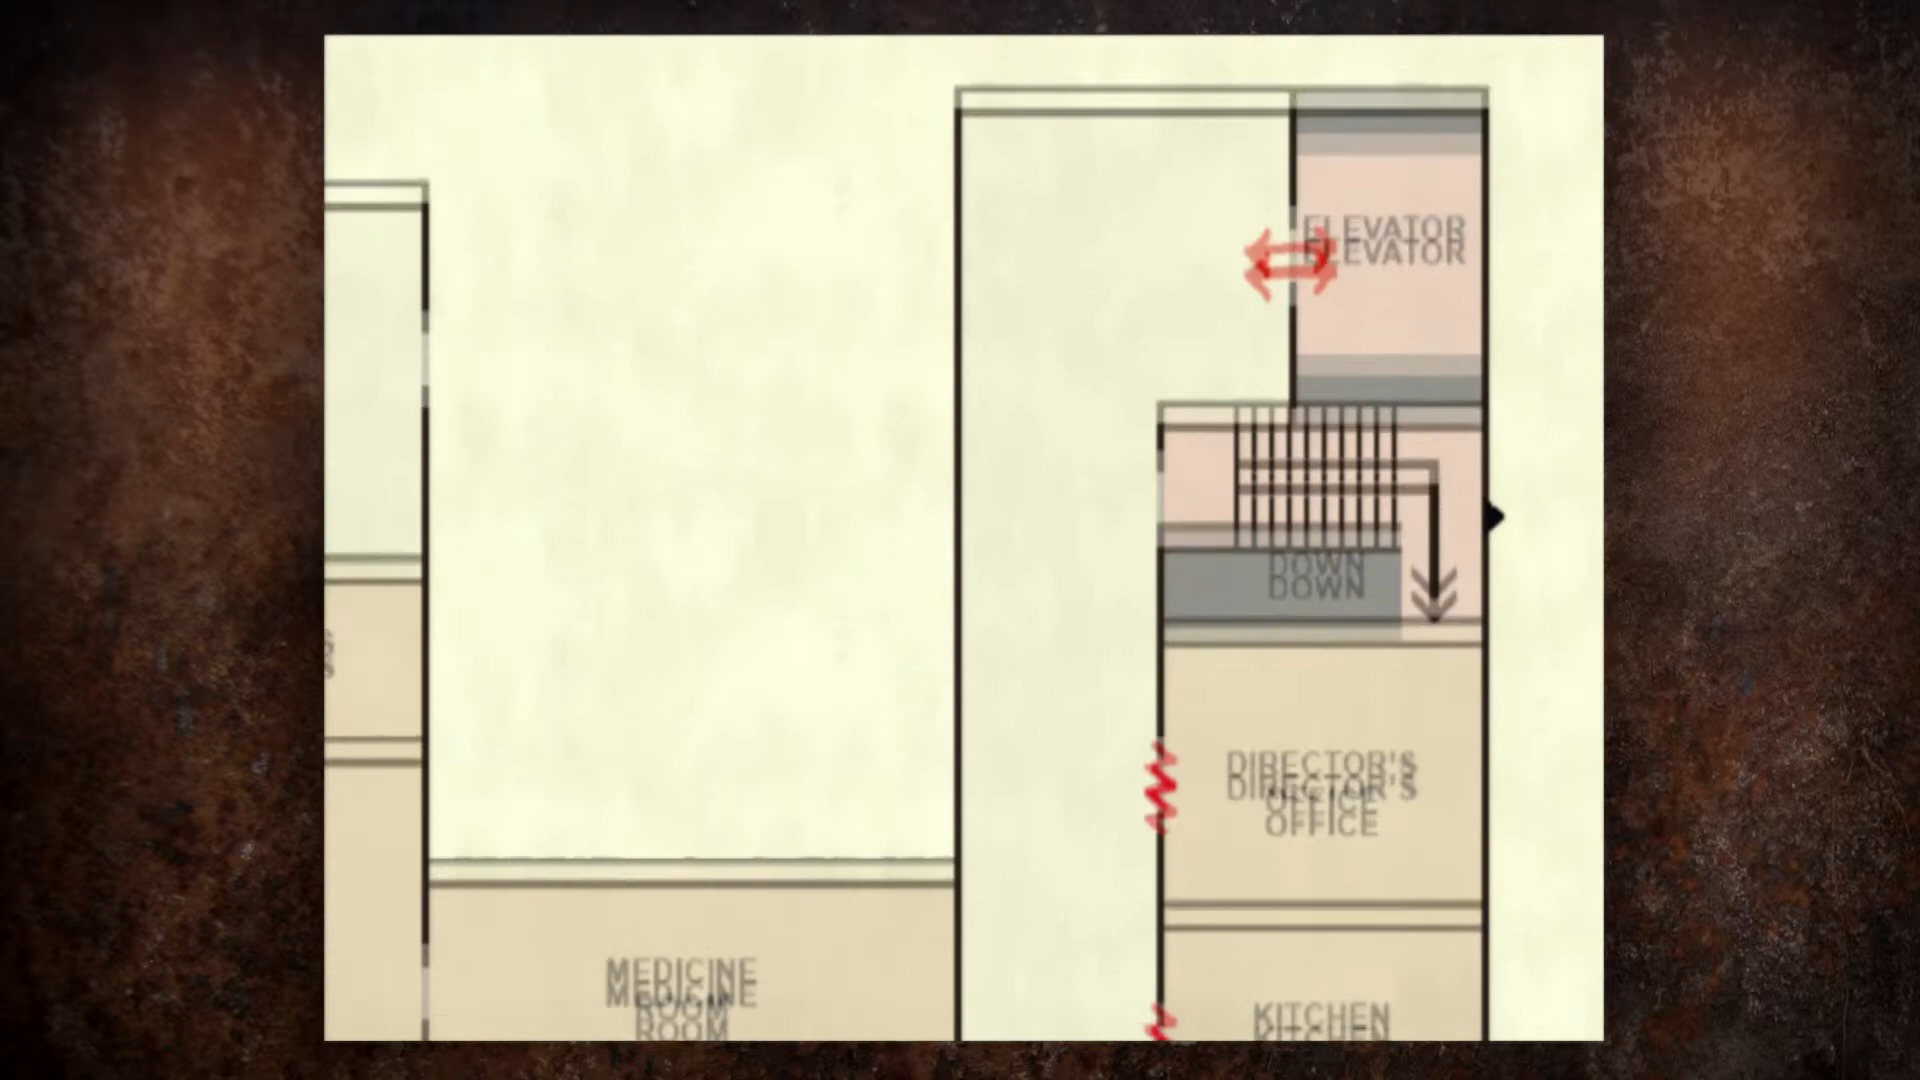 ELEVATOR
DOWN
DIRECTOR'S
OFFICE
MEDICINE
ROOM
KITCHEN